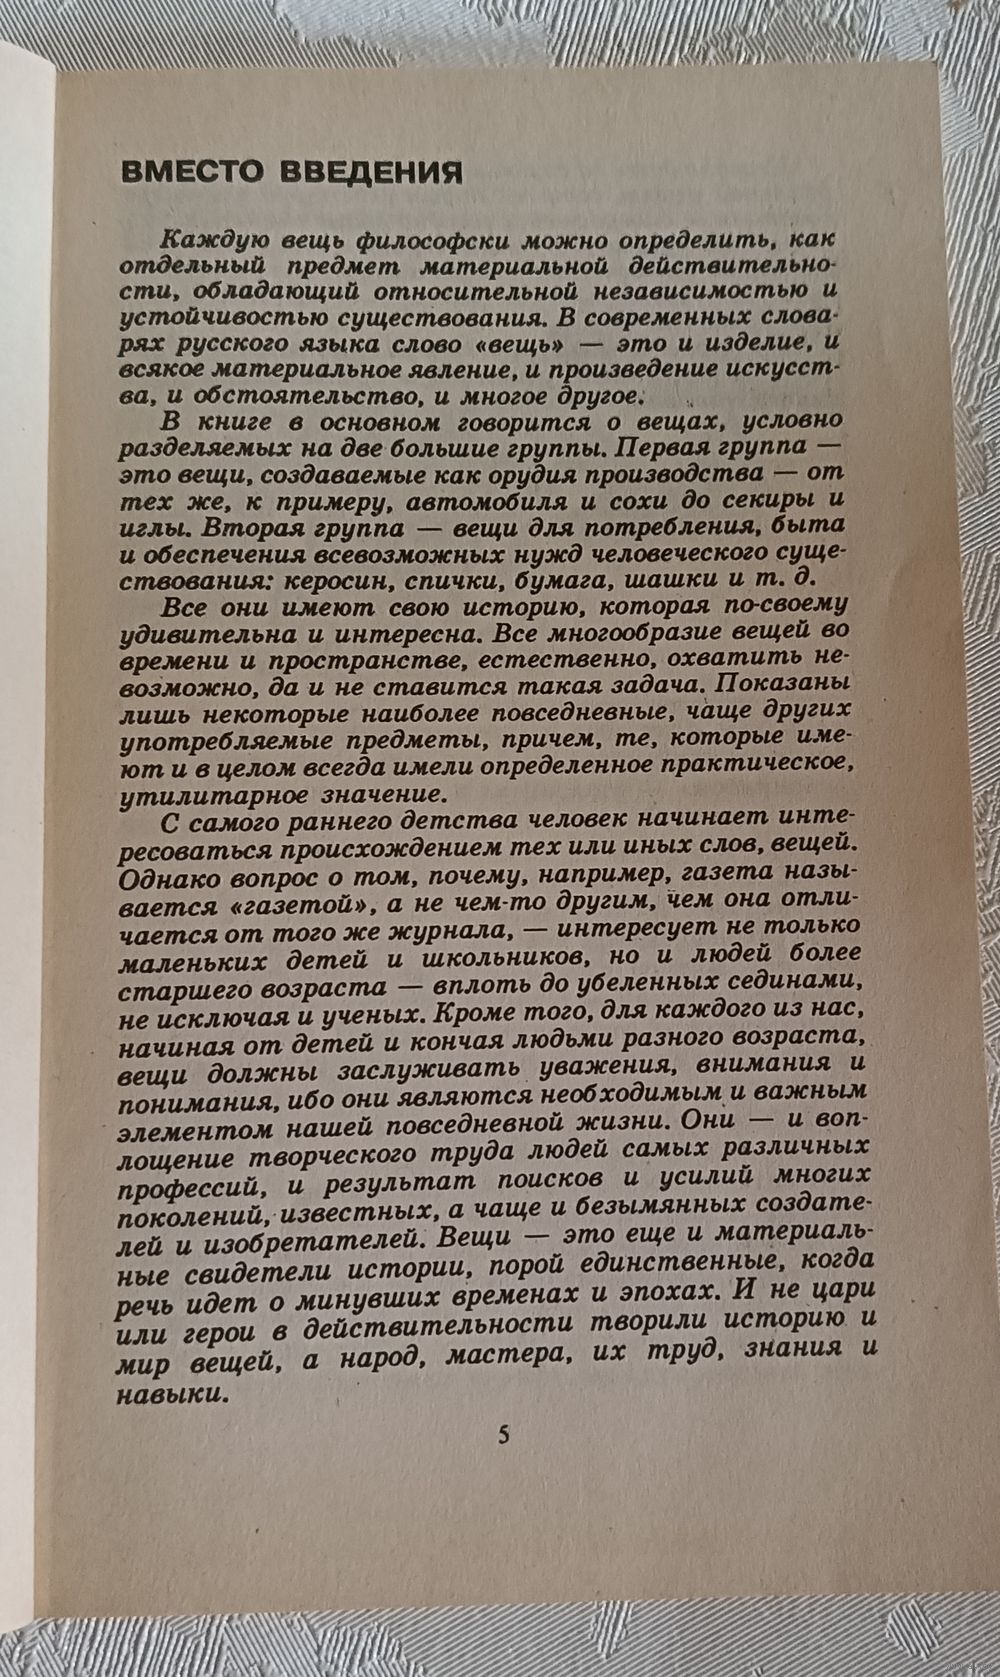 ВМЕСТО ВВЕДЕНИЯ
Каждую вещь философски можно определить, как
отдельный предмет материальной действительно-
сти, обладающий относительной независимостью и
устойчивостью существования. В современных слова-
рях русского языка слово «вещь» — это и изделие, и
всякое материальное явление, и произведение искусст-
ва, и обстоятельство, и многое другое.
В книге в основном говорится о вещах, условно
разделяемых на две большие группы. Первая группа —
это вещи, создаваемые как орудия производства — от
тех же, к примеру, автомобиля и сохи до секиры и
иглы. Вторая группа — вещи для потребления, быта
и обеспечения всевозможных нужд человеческого суще-
ствования: керосин, спички, бумага, шашки и т. д.
Все они имеют свою историю, которая по-своему
удивительна и интересна. Все многообразие вещей во
времени и пространстве, естественно, охватить не-
возможно, да и не ставится такая задача. Показаны
лишь некоторые наиболее повседневные, чаще других
употребляемые предметы, причем, те, которые име-
ют и в целом всегда имели определенное практическое,
утилитарное значение.
С самого раннего детства человек начинает инте-
ресоваться происхождением тех или иных слов, вещей.
Однако вопрос о том, почему, например, газета назы-
вается «газетой», а не чем-то другим, чем она отли-
чается от того же журнала, — интересует не только
маленьких детей и школьников, но и людей более
старшего возраста — вплоть до убеленных сединами,
не исключая и ученых. Кроме того, для каждого из нас,
начиная от детей и кончая людьми разного возраста,
вещи должны заслуживать уважения, внимания и
понимания, ибо они являются необходимым и важным
элементом нашей повседневной жизни. Они — и воп-
лощение творческого труда людей самых различных
профессий, и результат поисков и усилий многих
поколений, известных, а чаще и безымянных создате-
лей и изобретателей. Вещи — это еще и материаль-
ные свидетели истории, порой единственные, когда
речь идет о минувших временах и эпохах. И не цари
или герои в действительности творили историю и
мир вещей, а народ, мастера, их труд, знания и
навыки.
5